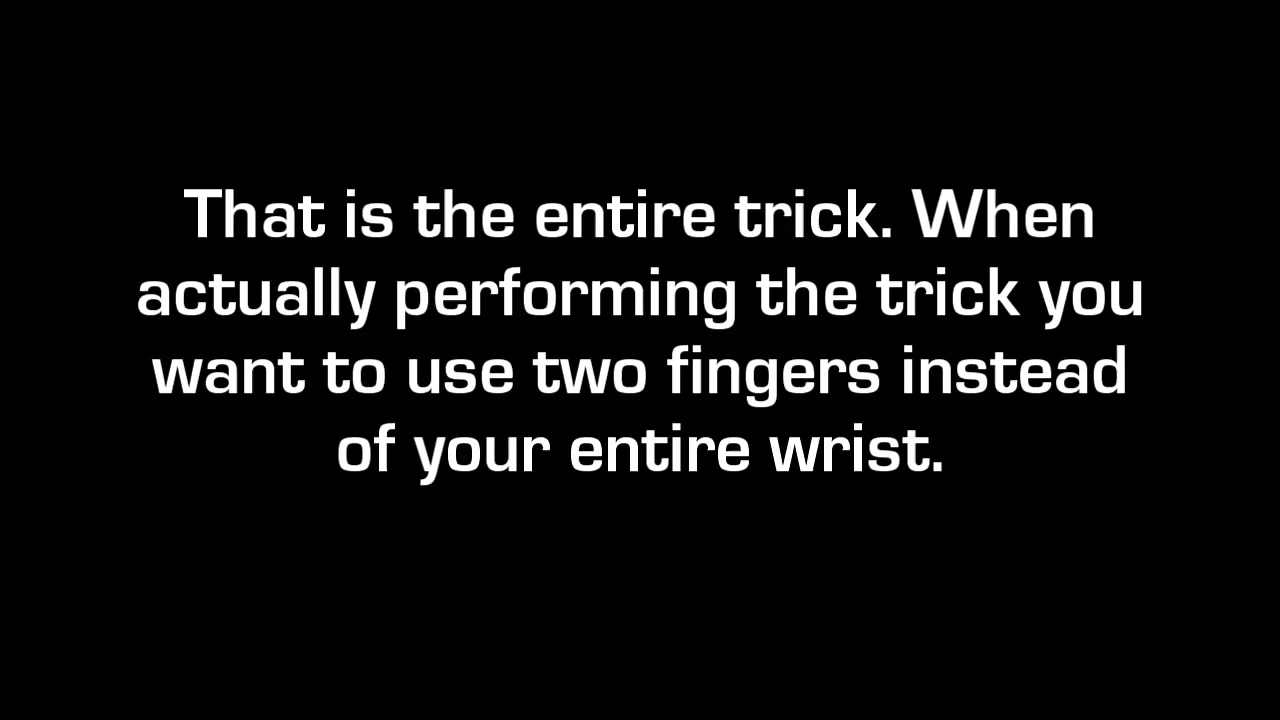 That is the entire trick. When
actually performing the trick you
want to use two fingers instead
of your entire wrist.